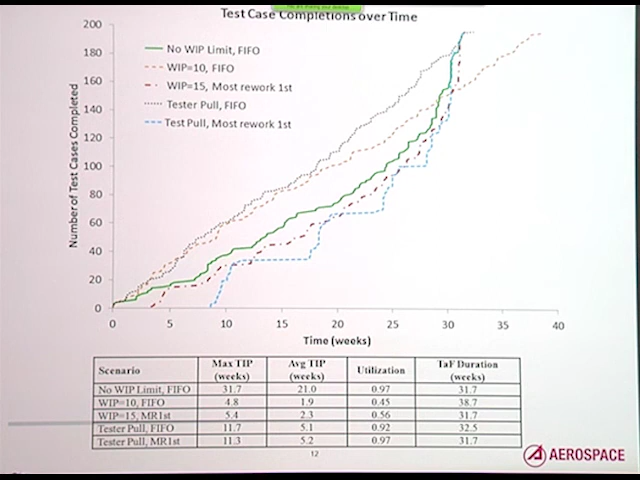 Test Case Completions over Time
200
180
160
140
120
100
80
60
40
20
0
Number of Test Cases Completed
No WIP Limit, FIFO
WIP=10, FIFO
WIP=15, Most rework 1st
Tester Pull, FIFO
Test Pull, Most rework 1st
0 5 10 15 20 25 30 35 40
Time (weeks)
Scenario Max TIP (weeks) Avg TIP (weeks) Utilization TaF Duration (weeks)
No WIP Limit, FIFO 31.7 21.0 0.97 31.7
WIP=10, FIFO 4.8 1.9 0.45 38.7
WIP=15, MR1st 5.4 2.3 0.56 31.7
Tester Pull, FIFO 11.7 5.1 0.92 32.5
Tester Pull, MR1st 11.3 5.2 0.97 31.7
12
AEROSPACE